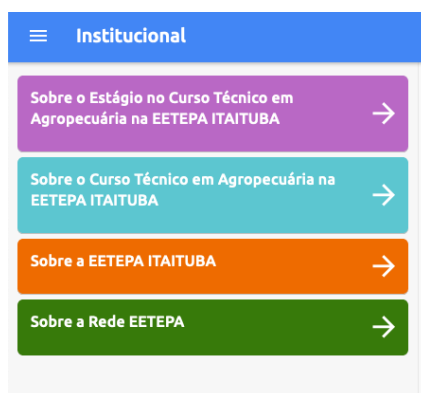 Institucional
Sobre o Estágio no Curso Técnico em
Agropecuária na EETEPA ITAITUBA
Sobre o Curso Técnico em Agropecuária na
EETEPA ITAITUBA
Sobre a EETEPA ITAITUBA
Sobre a Rede EETEPA